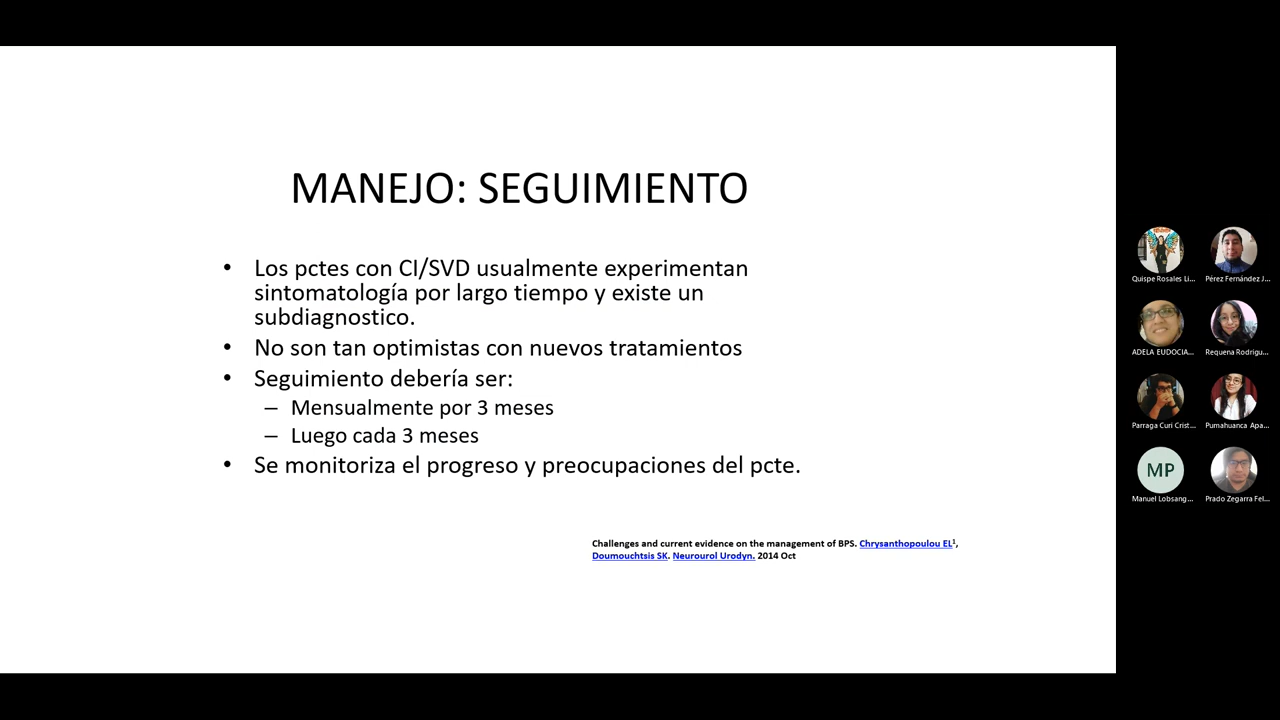 MANEJO: SEGUIMIENTO
• Los pctes con CI/SVD usualmente experimentan
sintomatología por largo tiempo y existe un
subdiagnostico.
• No son tan optimistas con nuevos tratamientos
• Seguimiento debería ser:
– Mensualmente por 3 meses
– Luego cada 3 meses
• Se monitoriza el progreso y preocupaciones del pcte.
Challenges and current evidence on the management of BPS. Chrysanthopoulou EL¹,
Doumouchtsis SK. Neurourol Urodyn. 2014 Oct
Quispe Rosales Li...
Pérez Fernández J...
ADELA EUDOCIA...
Requena Rodrigu...
Parraga Curi Crist...
Pumahuanca Apa...
MP
Manuel Lobsang...
Prado Zegarra Fel...